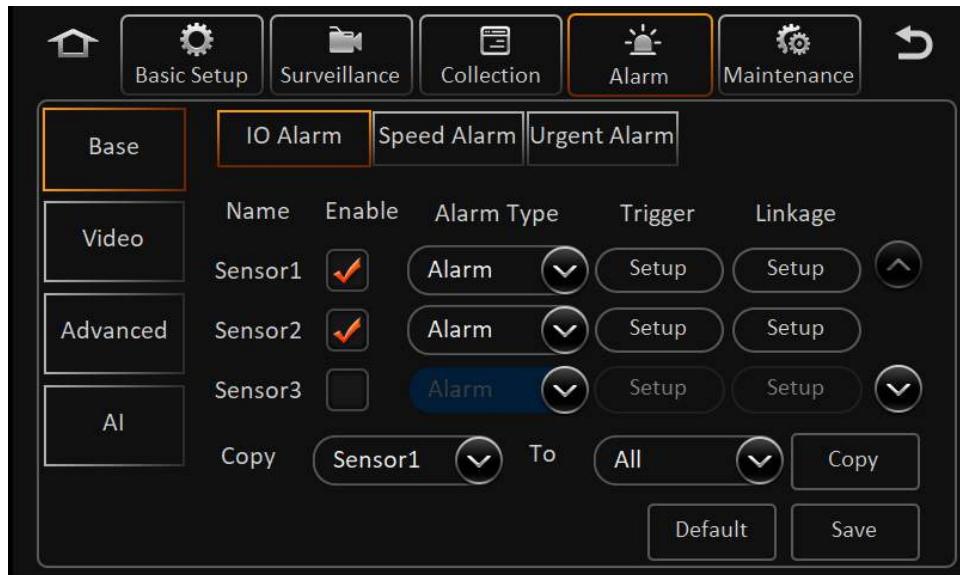 Basic Setup Surveillance Collection Alarm Maintenance
Base IO Alarm Speed Alarm Urgent Alarm
Name Enable Alarm Type Trigger Linkage
Video
Sensor1 Alarm Setup Setup
Advanced Sensor2 Alarm Setup Setup
Sensor3 Alarm Setup Setup
AI
Copy Sensor1 To All Copy
Default Save